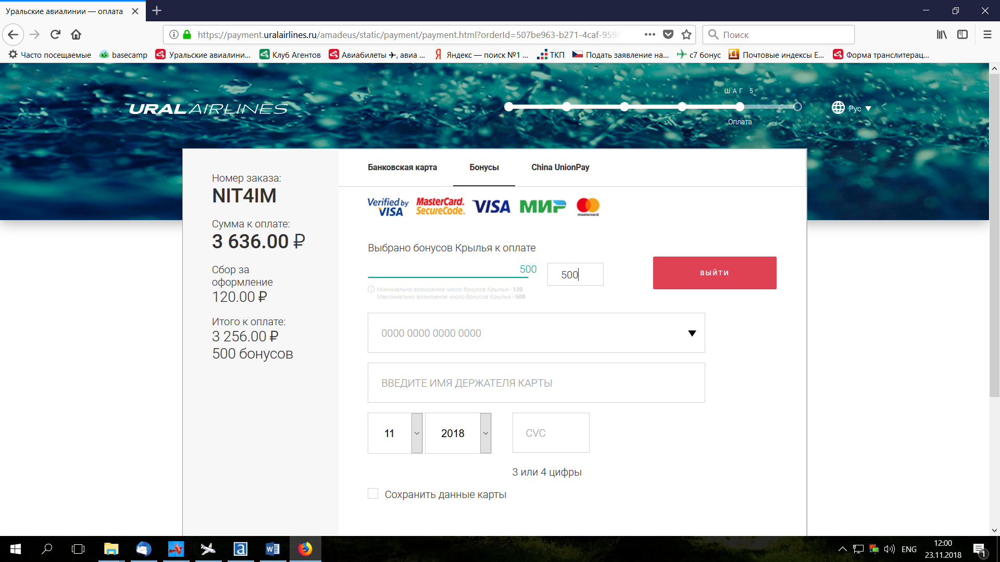 Уральские авиалинии — оплата
https://payment.uralairlines.ru/amadeus/static/payment/payment.html?orderId=507be963-b271-4caf-9598
Поиск
Часто посещаемые
basecamp
Уральские авиалини...
Клуб Агентов
Авиабилеты ✈, авиа ...
Яндекс — поиск №1 ...
ТКП
Подать заявление на...
с7 бонус
Почтовые индексы Е...
Форма транслитерац...
URAL AIRLINES
ШАГ 5
Оплата
Рус
Номер заказа:
NIT4IM
Сумма к оплате:
3 636.00 ₽
Сбор за
оформление
120.00 ₽
Итого к оплате:
3 256.00 ₽
500 бонусов
Банковская карта
Бонусы
China UnionPay
Verified by
VISA
MasterCard.
SecureCode.
VISA
МИР
mastercard
Выбрано бонусов Крылья к оплате
500
500
ВЫЙТИ
Минимально возможное число бонусов Крылья - 120
Максимально возможное число бонусов Крылья - 500
0000 0000 0000 0000
ВВЕДИТЕ ИМЯ ДЕРЖАТЕЛЯ КАРТЫ
11
2018
CVC
3 или 4 цифры
Сохранить данные карты
ENG
12:00
23.11.2018
1